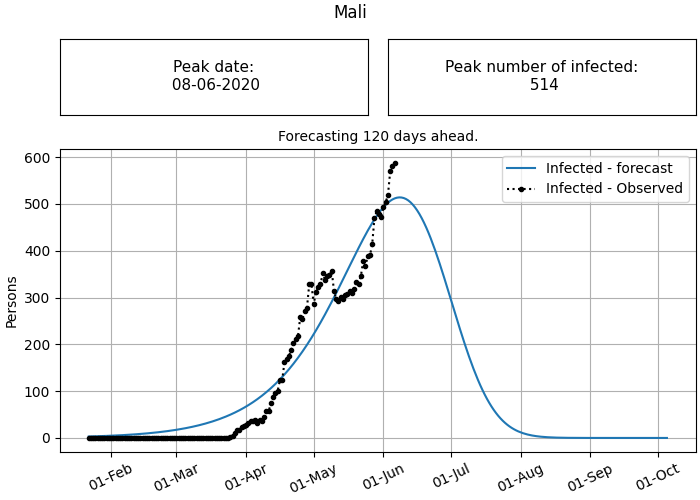 Mali
Peak date:
08-06-2020
Peak number of infected:
514
Forecasting 120 days ahead.
Infected - forecast
Infected - Observed
Persons
600
500
400
300
200
100
0
01-Feb
01-Mar
01-Apr
01-May
01-Jun
01-Jul
01-Aug
01-Sep
01-Oct